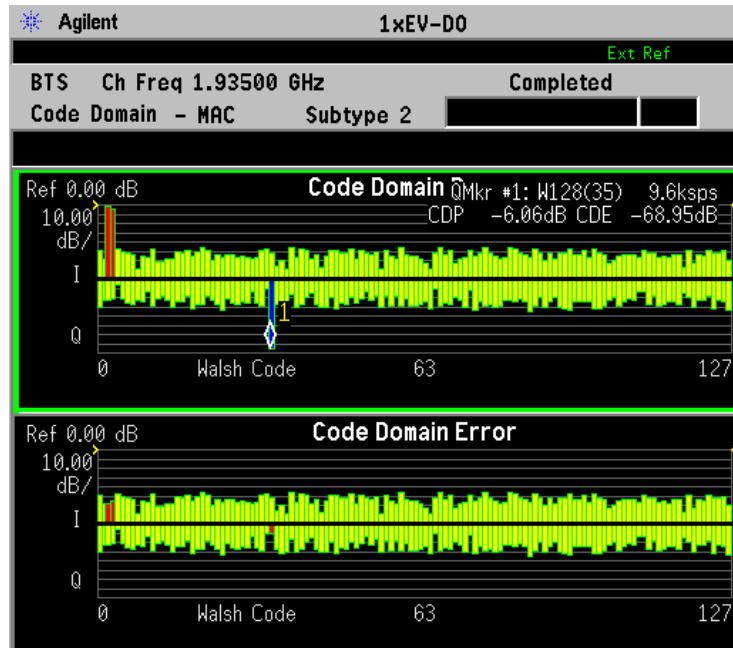 Agilent 1xEV-DO
Ext Ref
BTS Ch Freq 1.93500 GHz Completed
Code Domain - MAC Subtype 2
Ref 0.00 dB Code Domain QMkr #1: W128(35) 9.6ksps
10.00 CDP -6.06dB CDE -68.95dB
dB/
I
1
Q
0 Walsh Code 63 127
Ref 0.00 dB Code Domain Error
10.00
dB/
I
Q
0 Walsh Code 63 127